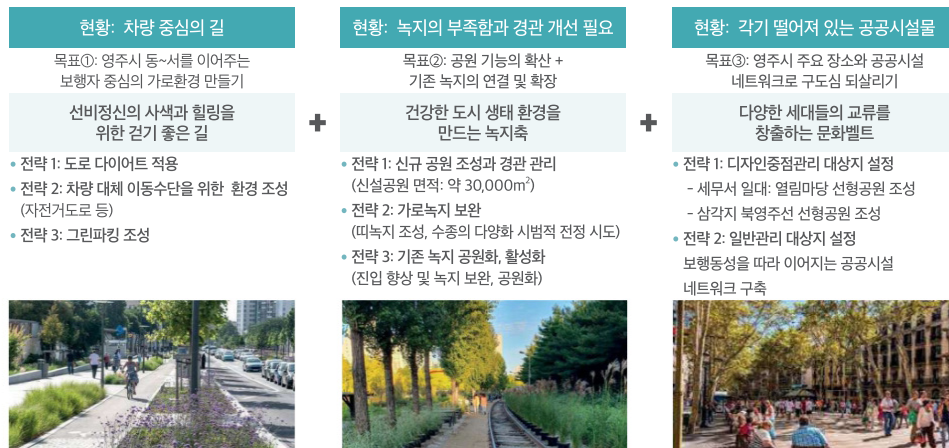 현황: 차량 중심의 길
목표①: 영주시 동~서를 이어주는
보행자 중심의 가로환경 만들기
선비정신의 사색과 힐링을
위한 걷기 좋은 길
• 전략 1: 도로 다이어트 적용
• 전략 2: 차량 대체 이동수단을 위한 환경 조성
(자전거도로 등)
• 전략 3: 그린파킹 조성
+
현황: 녹지의 부족함과 경관 개선 필요
목표②: 공원 기능의 확산 +
기존 녹지의 연결 및 확장
건강한 도시 생태 환경을
만드는 녹지축
• 전략 1: 신규 공원 조성과 경관 관리
(신설공원 면적: 약 30,000m²)
• 전략 2: 가로녹지 보완
(띠녹지 조성, 수종의 다양화 시범적 전정 시도)
• 전략 3: 기존 녹지 공원화, 활성화
(진입 향상 및 녹지 보완, 공원화)
+
현황: 각기 떨어져 있는 공공시설물
목표③: 영주시 주요 장소와 공공시설
네트워크로 구도심 되살리기
다양한 세대들의 교류를
창출하는 문화벨트
• 전략 1: 디자인중점관리 대상지 설정
- 세무서 일대: 열림마당 선형공원 조성
- 삼각지 북영주선 선형공원 조성
• 전략 2: 일반관리 대상지 설정
보행동성을 따라 이어지는 공공시설
네트워크 구축